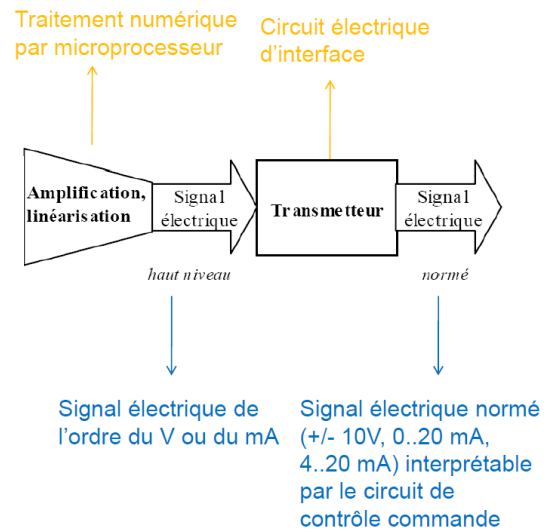 Traitement numérique
par microprocesseur
Circuit électrique
d'interface
Amplification,
linéarisation
Signal
électrique
Transmetteur
Signal
électrique
haut niveau
normé
Signal électrique de
l'ordre du V ou du mA
Signal électrique normé
(+/- 10V, 0..20 mA,
4..20 mA) interprétable
par le circuit de
contrôle commande